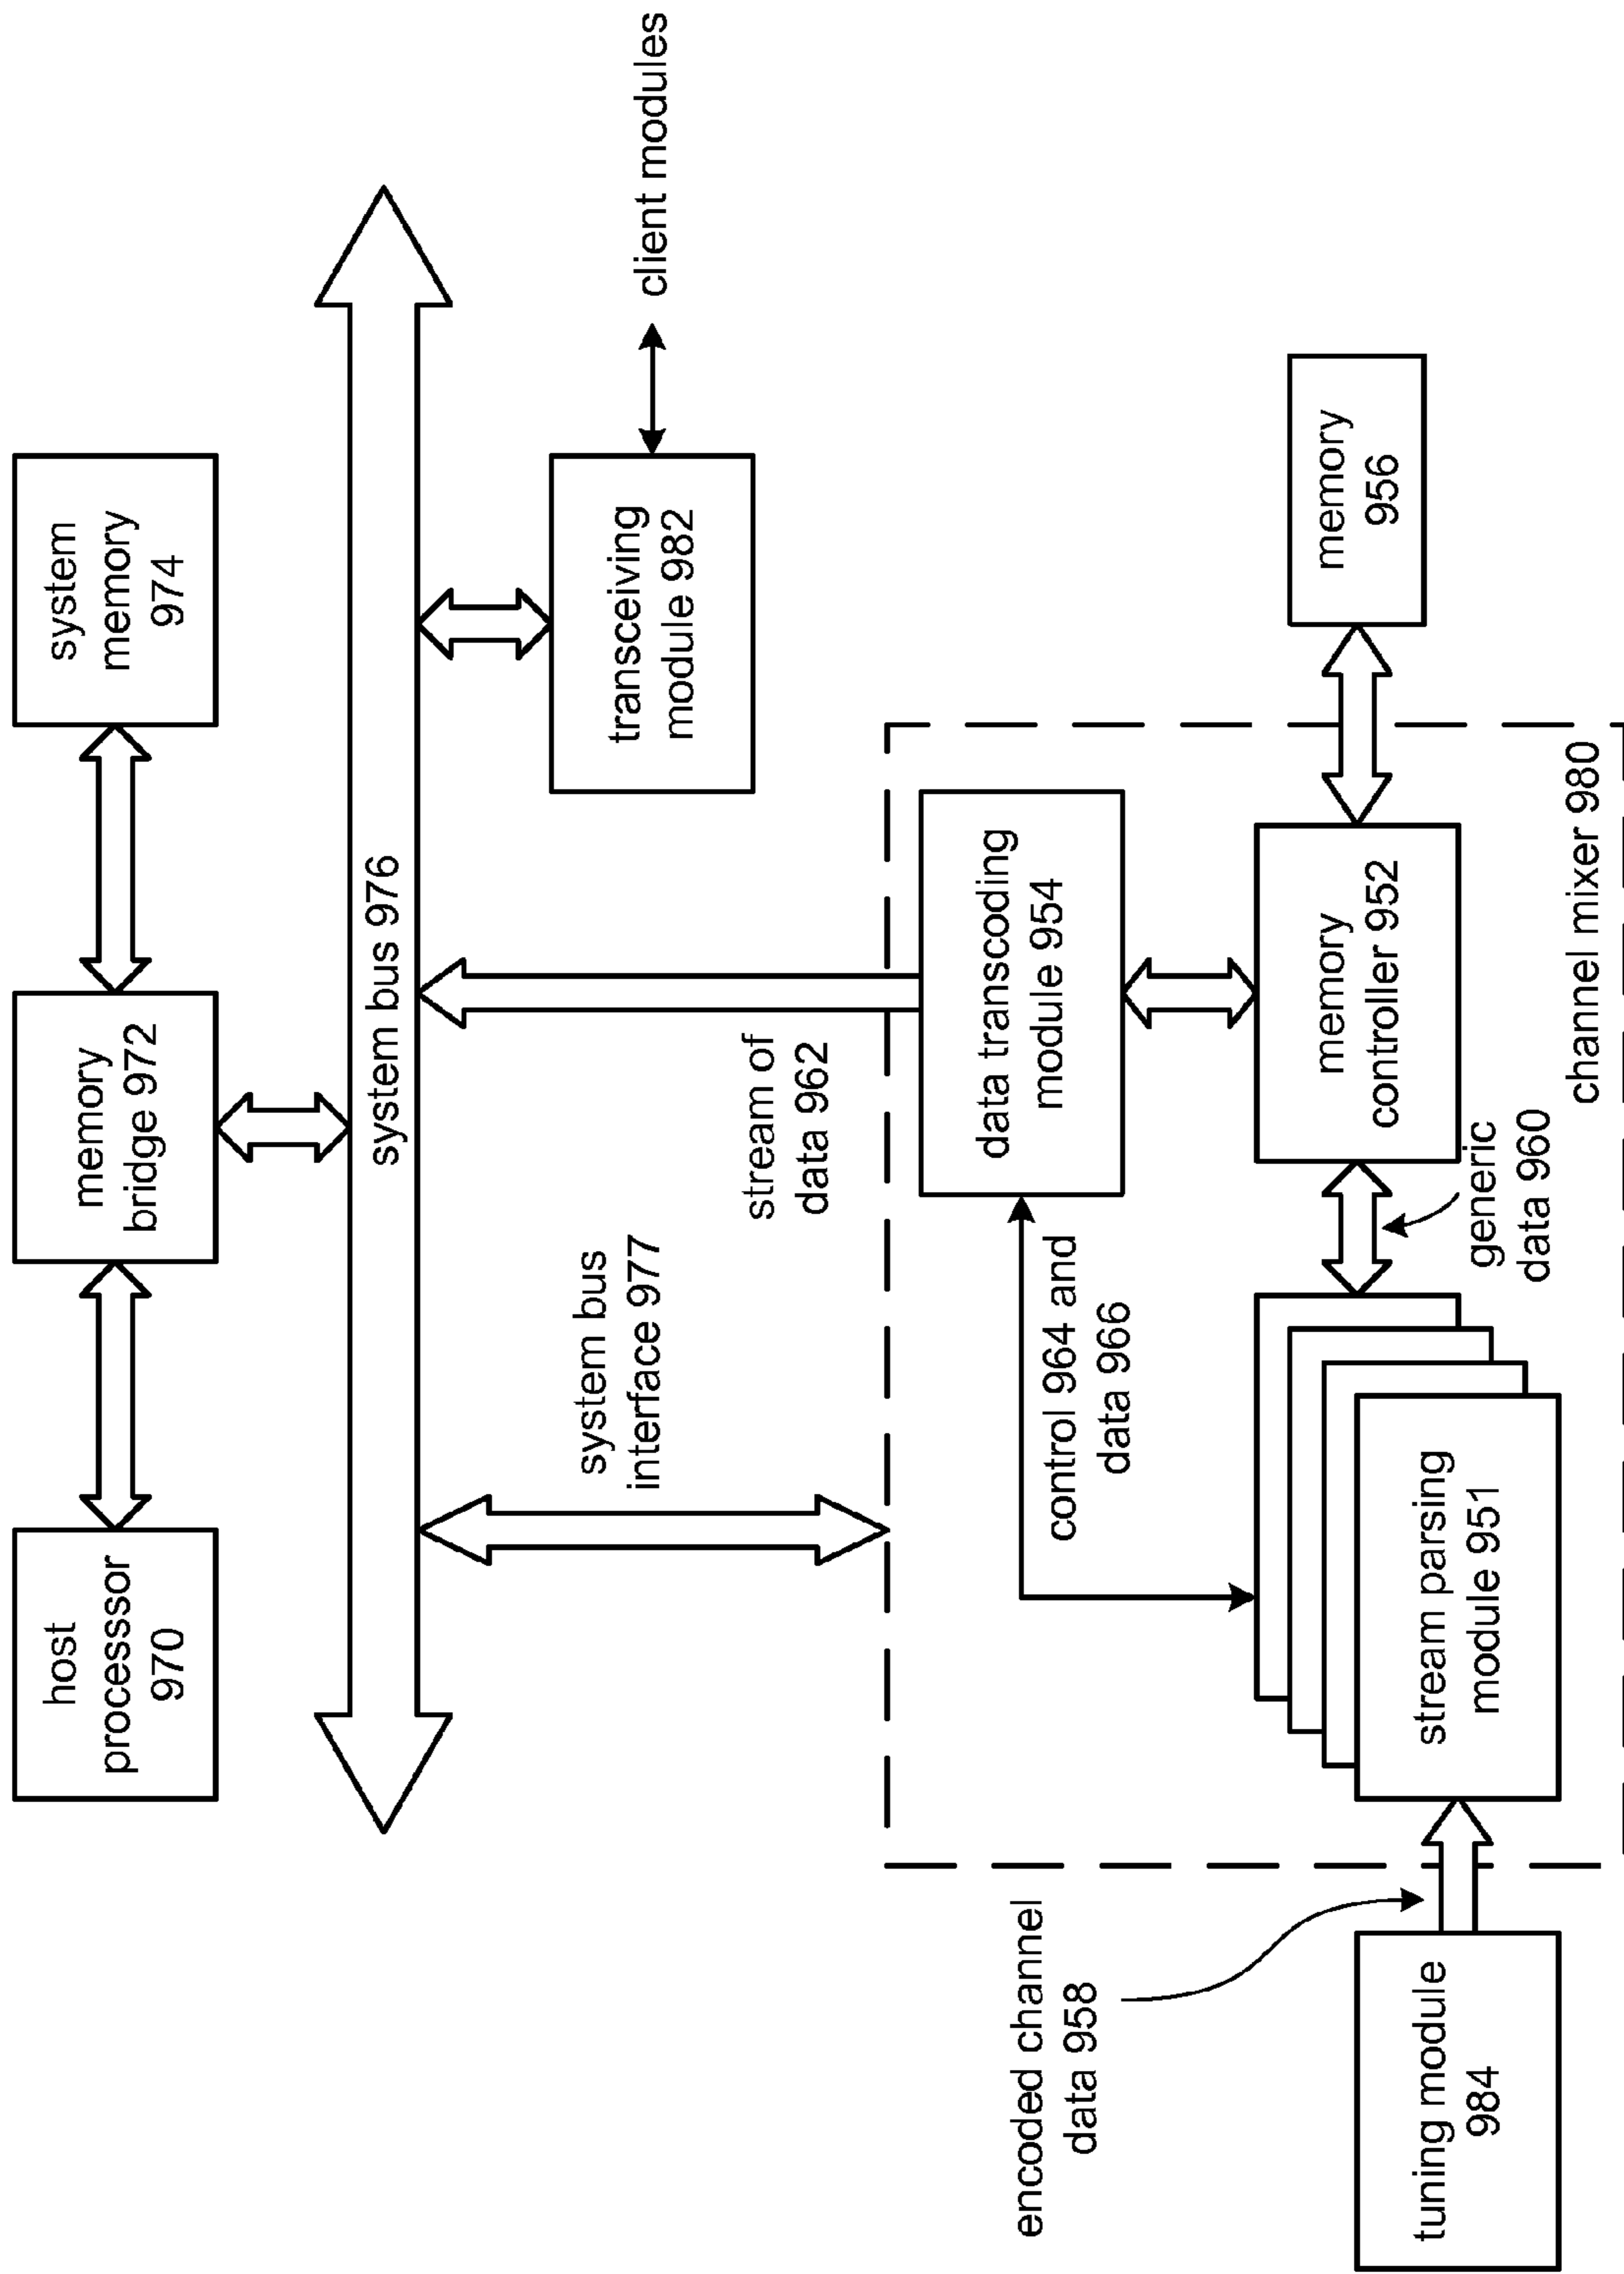 host
processor
970
memory
bridge 972
system
memory
974
system bus 976
system bus
interface 977
stream of
data 962
transceiving
module 982
client modules
encoded channel
data 958
control 964 and
data 966
data transcoding
module 954
tuning module
984
stream parsing
module 951
generic
data 960
memory
controller 952
memory
956
channel mixer 980